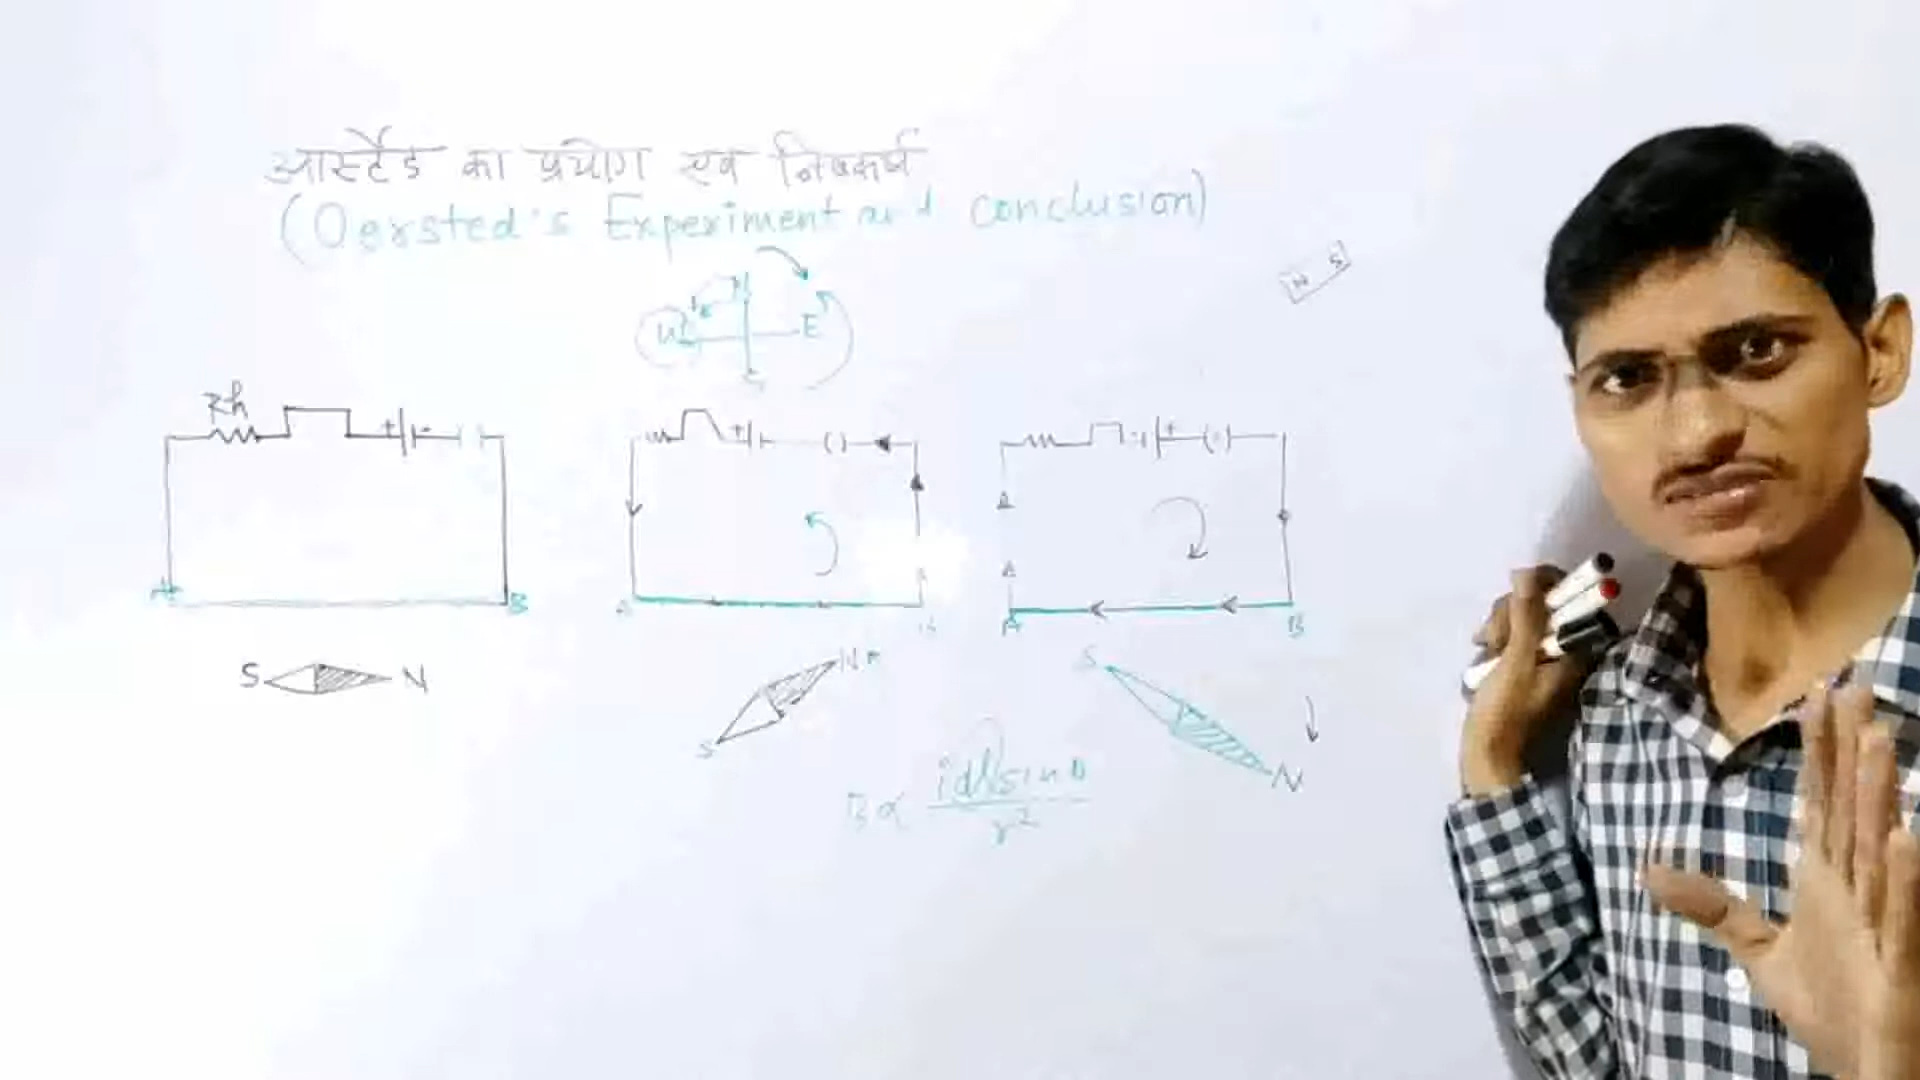 आर्स्टेड का प्रयोग एवं निष्कर्ष
(Oersted's Experiment and conclusion)
N S
N
W E
S
Rh
+ -
+ -
- +
A B
A B
A B
S N
N
S
S
N
B ∝ idl sinθ / r²